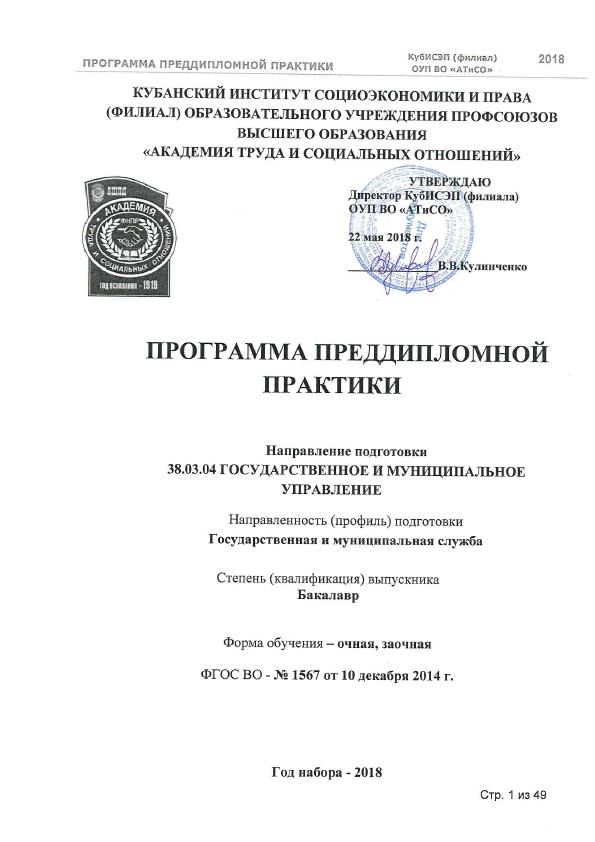 ПРОГРАММА ПРЕДДИПЛОМНОЙ ПРАКТИКИ
КубИСЭП (филиал)
ОУП ВО «АТиСО»
2018
КУБАНСКИЙ ИНСТИТУТ СОЦИОЭКОНОМИКИ И ПРАВА
(ФИЛИАЛ) ОБРАЗОВАТЕЛЬНОГО УЧРЕЖДЕНИЯ ПРОФСОЮЗОВ
ВЫСШЕГО ОБРАЗОВАНИЯ
«АКАДЕМИЯ ТРУДА И СОЦИАЛЬНЫХ ОТНОШЕНИЙ»
АКАДЕМИЯ
ФНПР
ТРУДА И СОЦИАЛЬНЫХ ОТНОШЕНИЙ
ГОД ОСНОВАНИЯ - 1919
УТВЕРЖДАЮ
Директор КубИСЭП (филиала)
ОУП ВО «АТиСО»
22 мая 2018 г.
В.В.Кулинченко
ПРОГРАММА ПРЕДДИПЛОМНОЙ
ПРАКТИКИ
Направление подготовки
38.03.04 ГОСУДАРСТВЕННОЕ И МУНИЦИПАЛЬНОЕ
УПРАВЛЕНИЕ
Направленность (профиль) подготовки
Государственная и муниципальная служба
Степень (квалификация) выпускника
Бакалавр
Форма обучения – очная, заочная
ФГОС ВО - № 1567 от 10 декабря 2014 г.
Год набора - 2018
Стр. 1 из 49